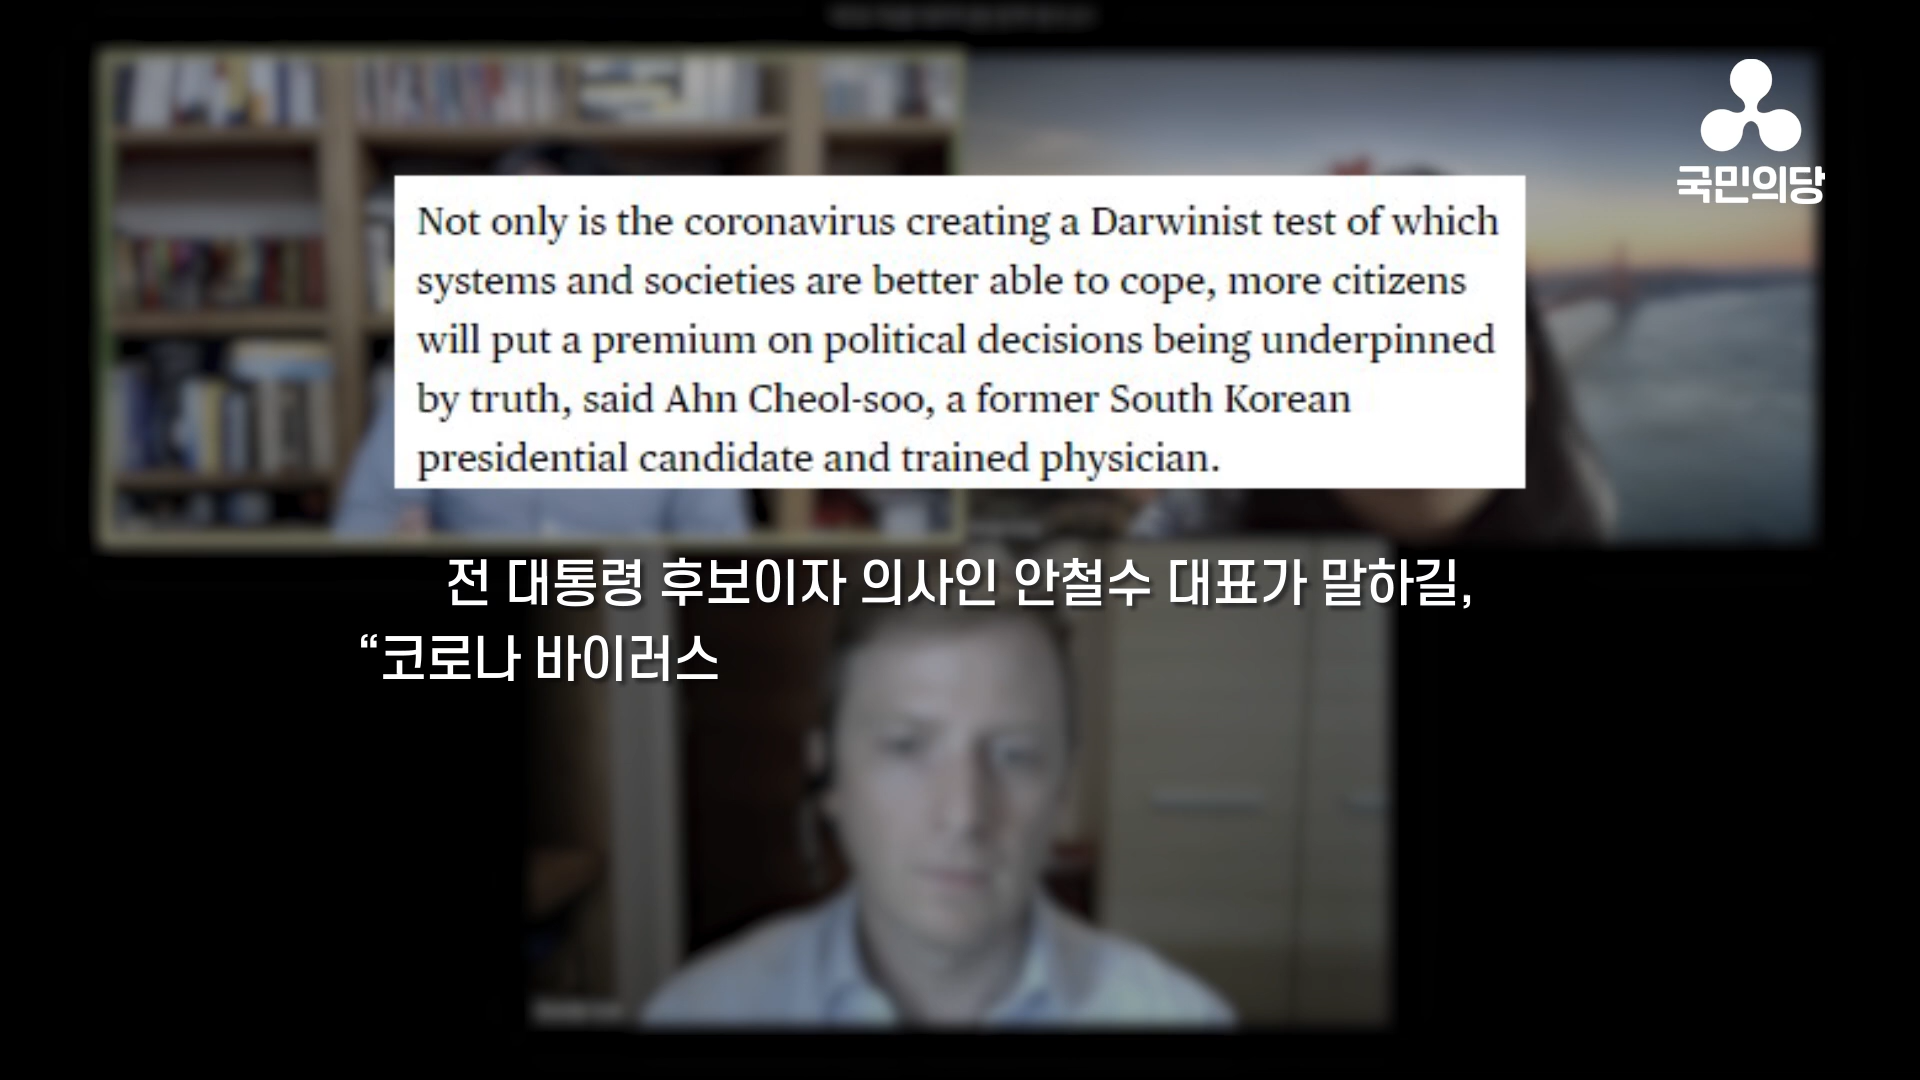 국민의당
Not only is the coronavirus creating a Darwinist test of which
systems and societies are better able to cope, more citizens
will put a premium on political decisions being underpinned
by truth, said Ahn Cheol-soo, a former South Korean
presidential candidate and trained physician.
전 대통령 후보이자 의사인 안철수 대표가 말하길,
“코로나 바이러스